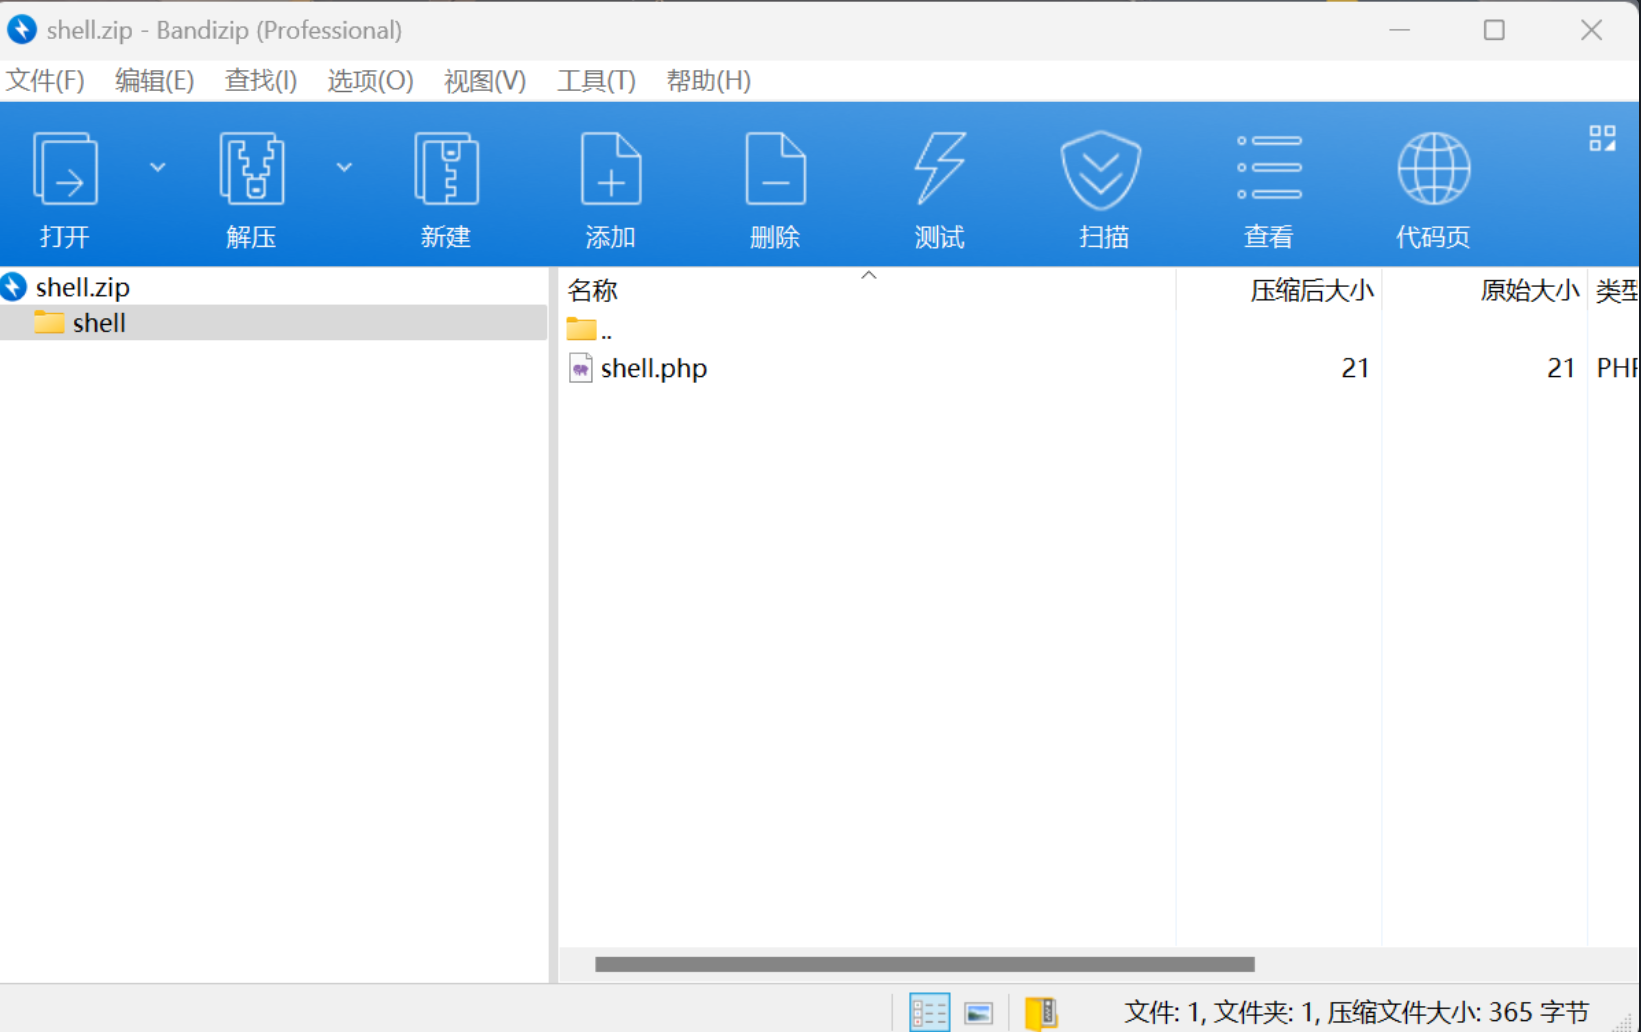 shell.zip - Bandizip (Professional)
文件(F) 编辑(E) 查找(I) 选项(O) 视图(V) 工具(T) 帮助(H)
打开 解压 新建 添加 删除 测试 扫描 查看 代码页
shell.zip
shell
名称 压缩后大小 原始大小 类型
..
shell.php 21 21 PHP
文件: 1, 文件夹: 1, 压缩文件大小: 365 字节